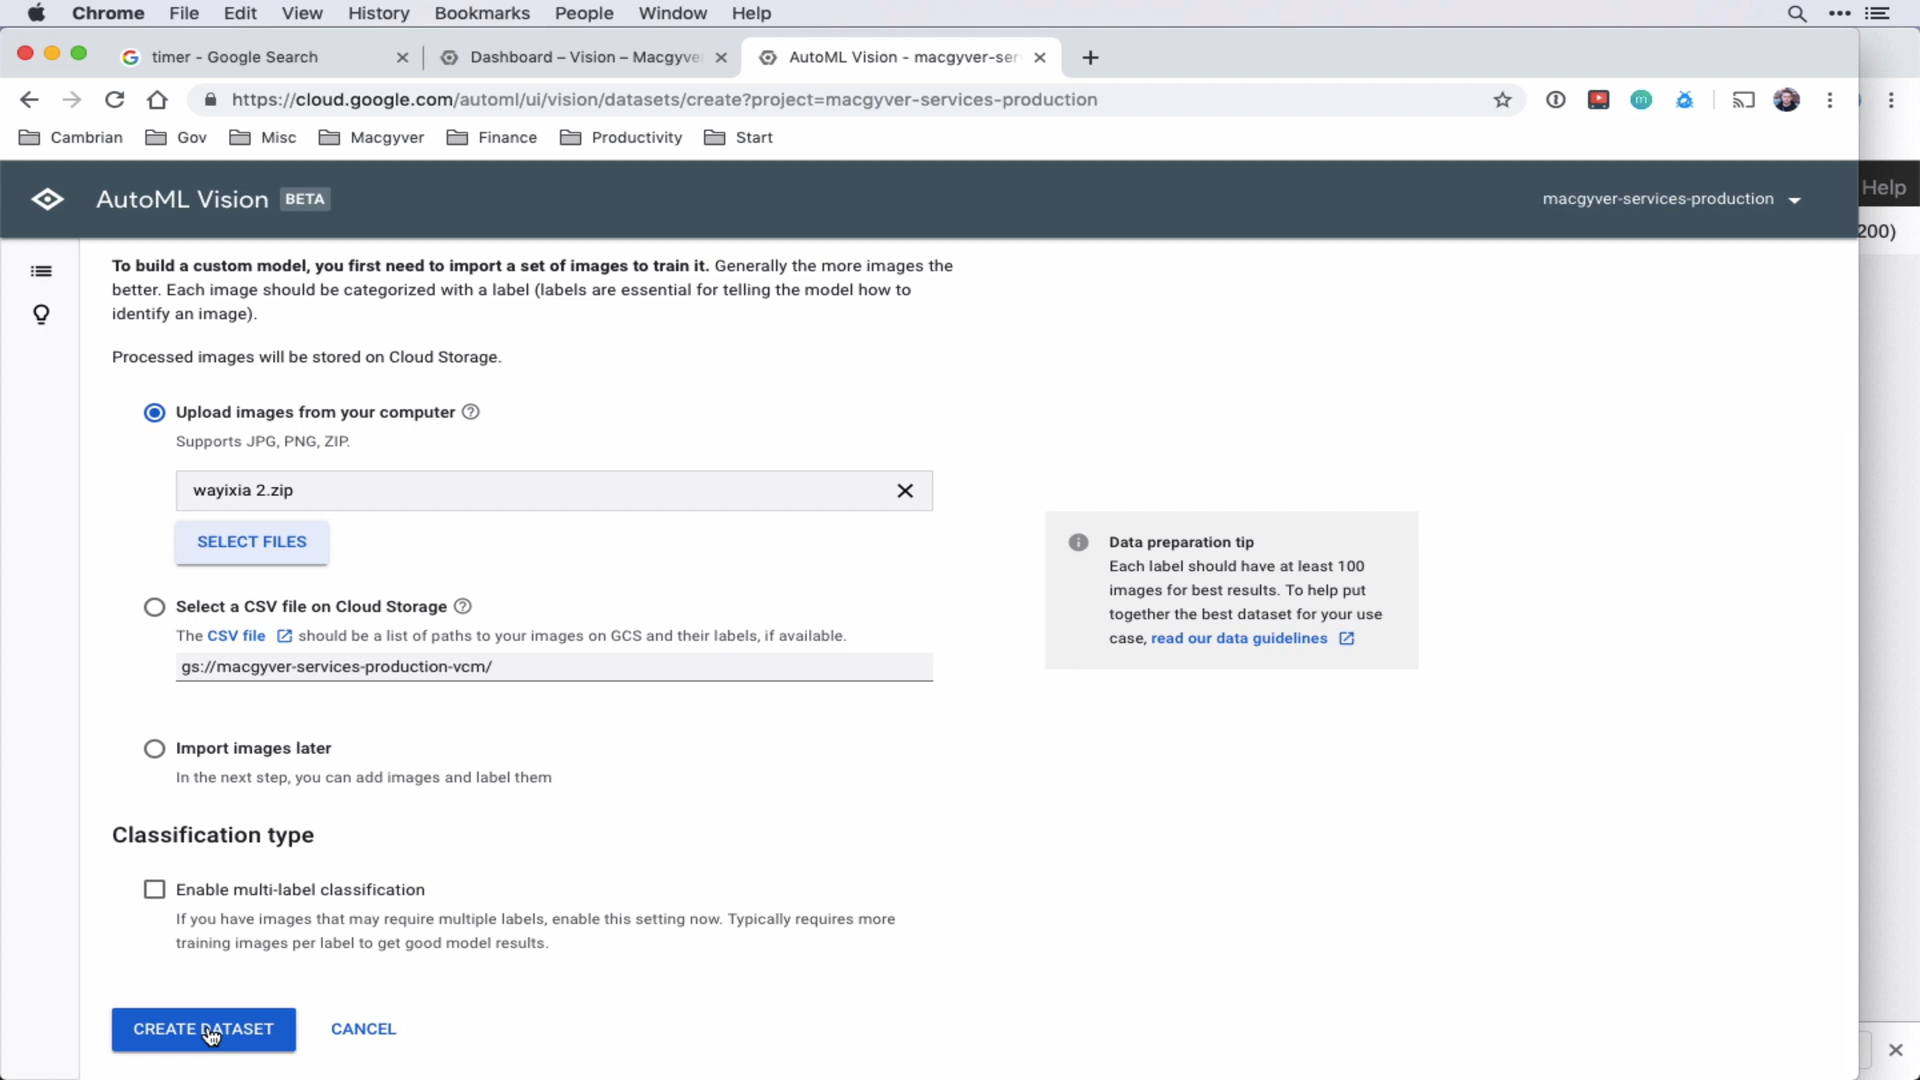 Chrome File Edit View History Bookmarks People Window Help
timer - Google Search
Dashboard – Vision – Macgyve
AutoML Vision - macgyver-ser
https://cloud.google.com/automl/ui/vision/datasets/create?project=macgyver-services-production
Cambrian Gov Misc Macgyver Finance Productivity Start
AutoML Vision BETA
macgyver-services-production
Help
200)
To build a custom model, you first need to import a set of images to train it. Generally the more images the
better. Each image should be categorized with a label (labels are essential for telling the model how to
identify an image).
Processed images will be stored on Cloud Storage.
Upload images from your computer
Supports JPG, PNG, ZIP.
wayixia 2.zip
SELECT FILES
Select a CSV file on Cloud Storage
The CSV file should be a list of paths to your images on GCS and their labels, if available.
gs://macgyver-services-production-vcm/
Data preparation tip
Each label should have at least 100
images for best results. To help put
together the best dataset for your use
case, read our data guidelines
Import images later
In the next step, you can add images and label them
Classification type
Enable multi-label classification
If you have images that may require multiple labels, enable this setting now. Typically requires more
training images per label to get good model results.
CREATE DATASET
CANCEL